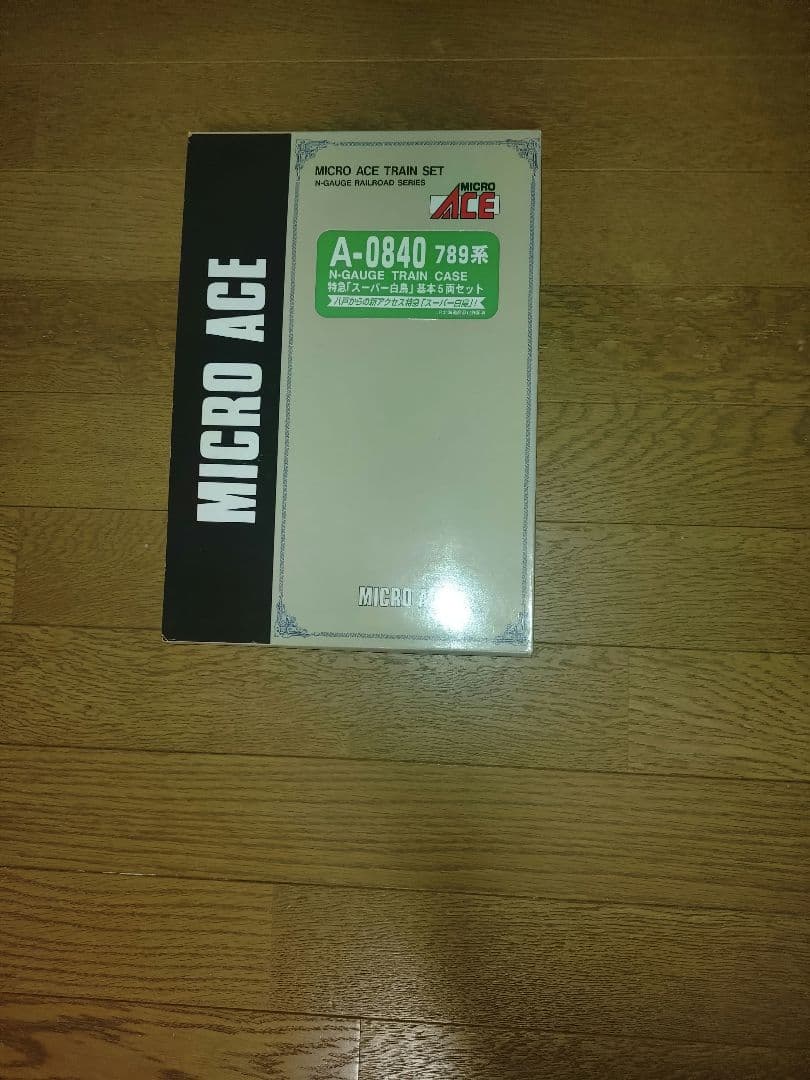 MICRO ACE
MICRO ACE TRAIN SET
N-GAUGE RAILROAD SERIES
MICRO
ACE
A-0840 789系
N-GAUGE TRAIN CASE
特急「スーパー白鳥」基本5両セット
八戸からの新アクセス特急「スーパー白鳥」!
MICRO